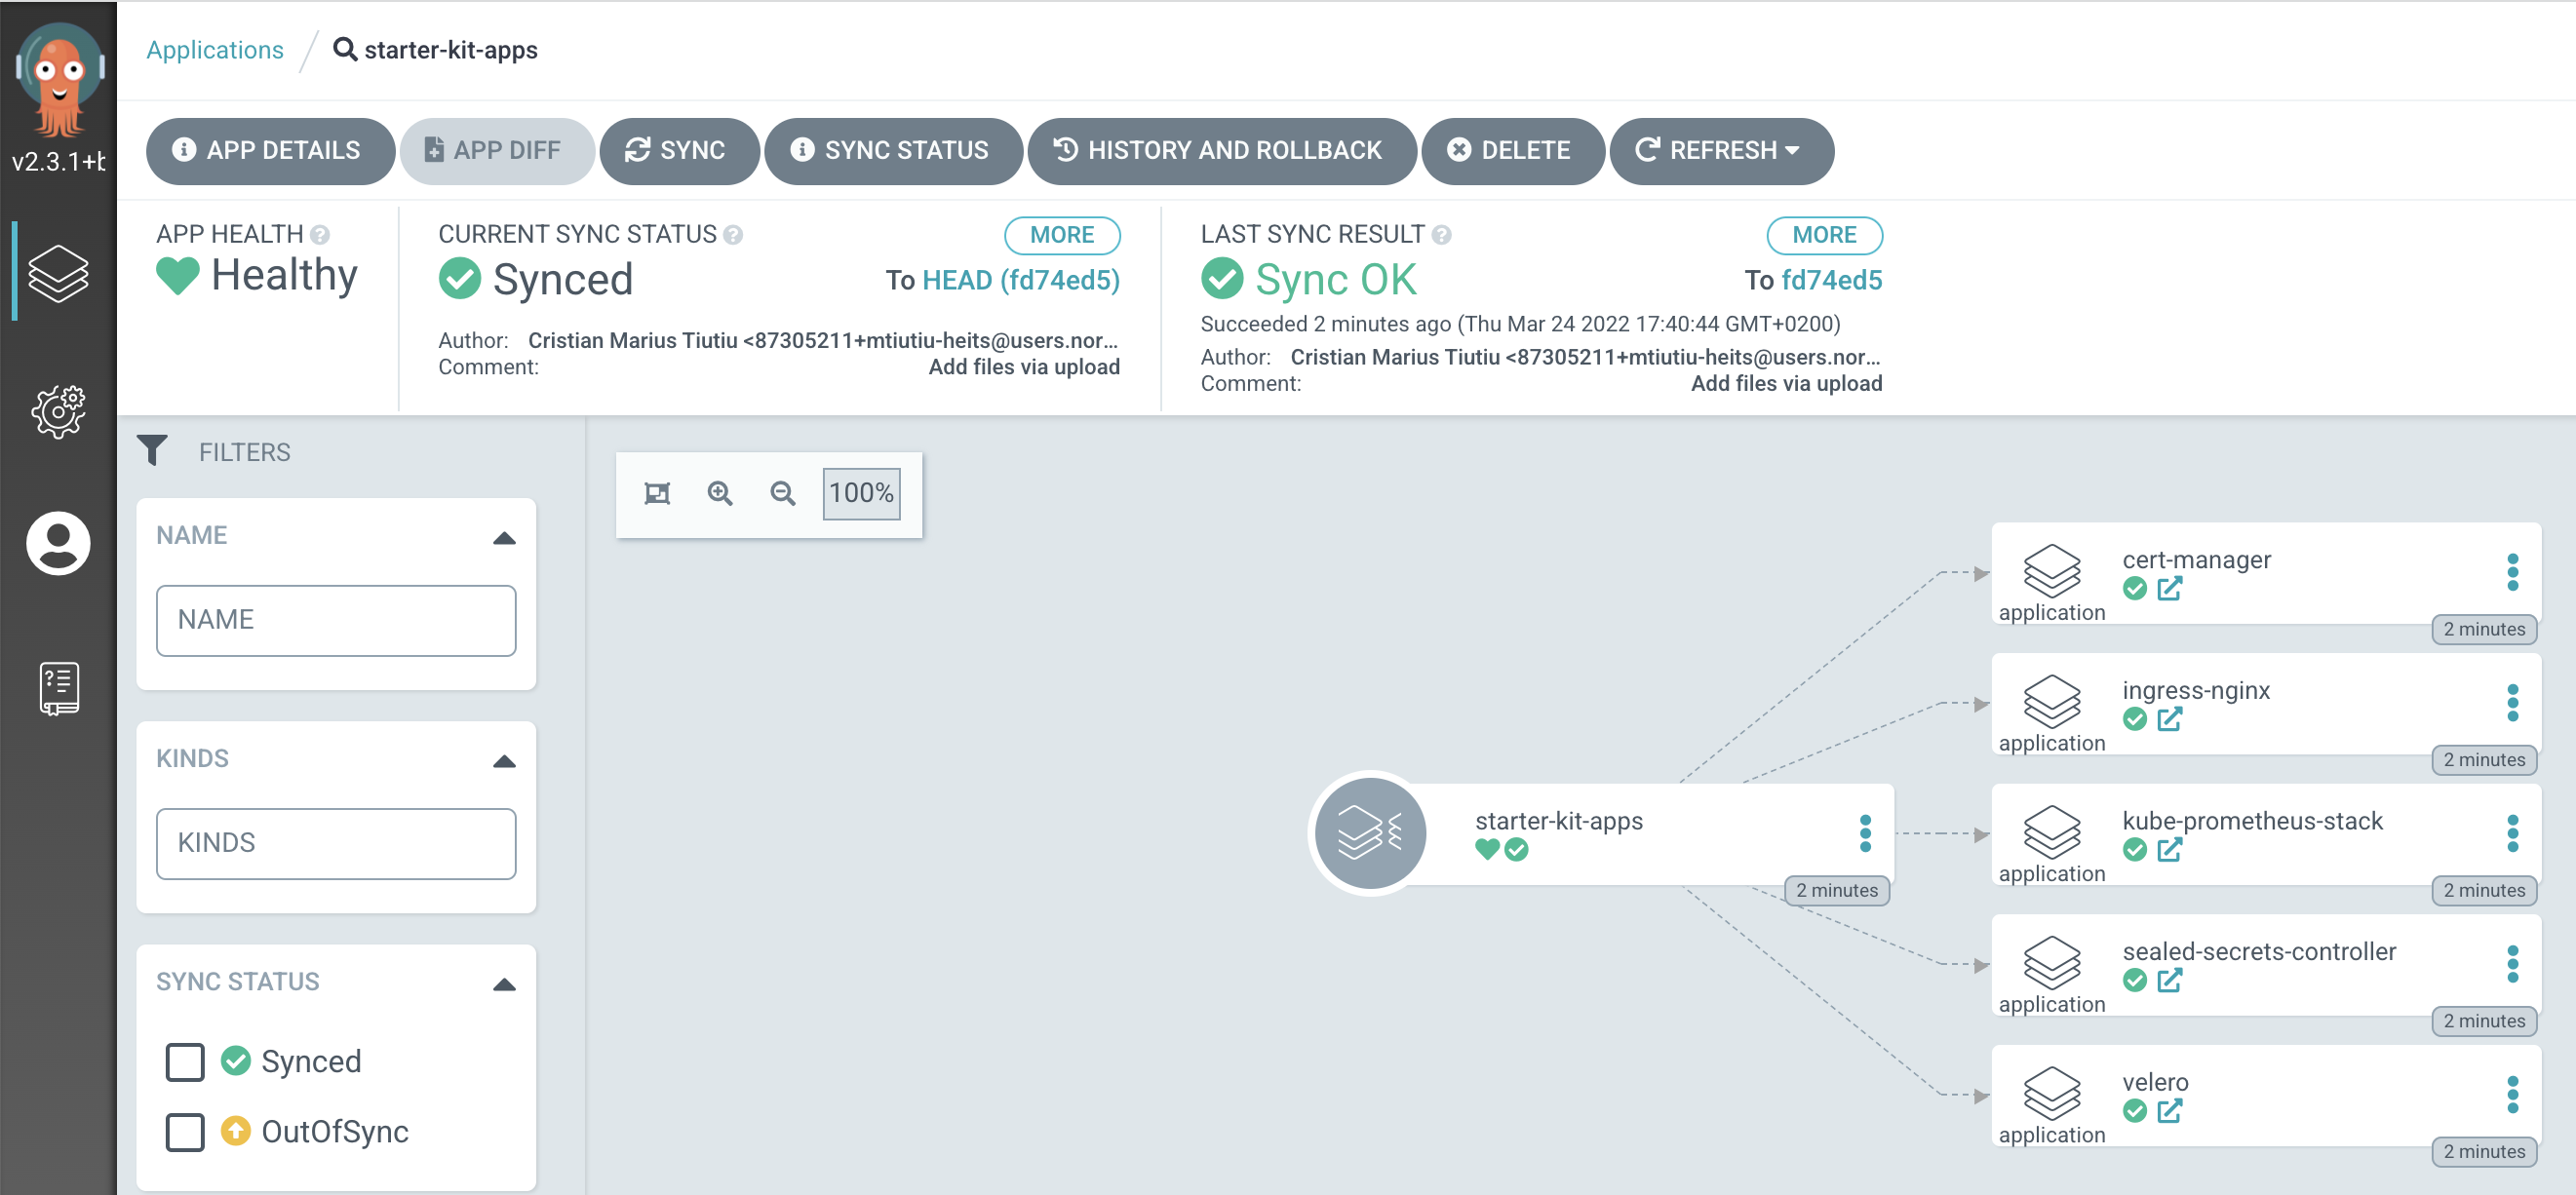 Applications
starter-kit-apps
v2.3.1+b
APP DETAILS
APP DIFF
SYNC
SYNC STATUS
HISTORY AND ROLLBACK
DELETE
REFRESH
APP HEALTH
Healthy
CURRENT SYNC STATUS
MORE
Synced
To HEAD (fd74ed5)
Author: Cristian Marius Tiutiu <87305211+mtiutiu-heits@users.nor...
Comment: Add files via upload
LAST SYNC RESULT
MORE
Sync OK
To fd74ed5
Succeeded 2 minutes ago (Thu Mar 24 2022 17:40:44 GMT+0200)
Author: Cristian Marius Tiutiu <87305211+mtiutiu-heits@users.nor...
Comment: Add files via upload
FILTERS
NAME
NAME
KINDS
KINDS
SYNC STATUS
Synced
OutOfSync
100%
starter-kit-apps
2 minutes
cert-manager
application
2 minutes
ingress-nginx
application
2 minutes
kube-prometheus-stack
application
2 minutes
sealed-secrets-controller
application
2 minutes
velero
application
2 minutes